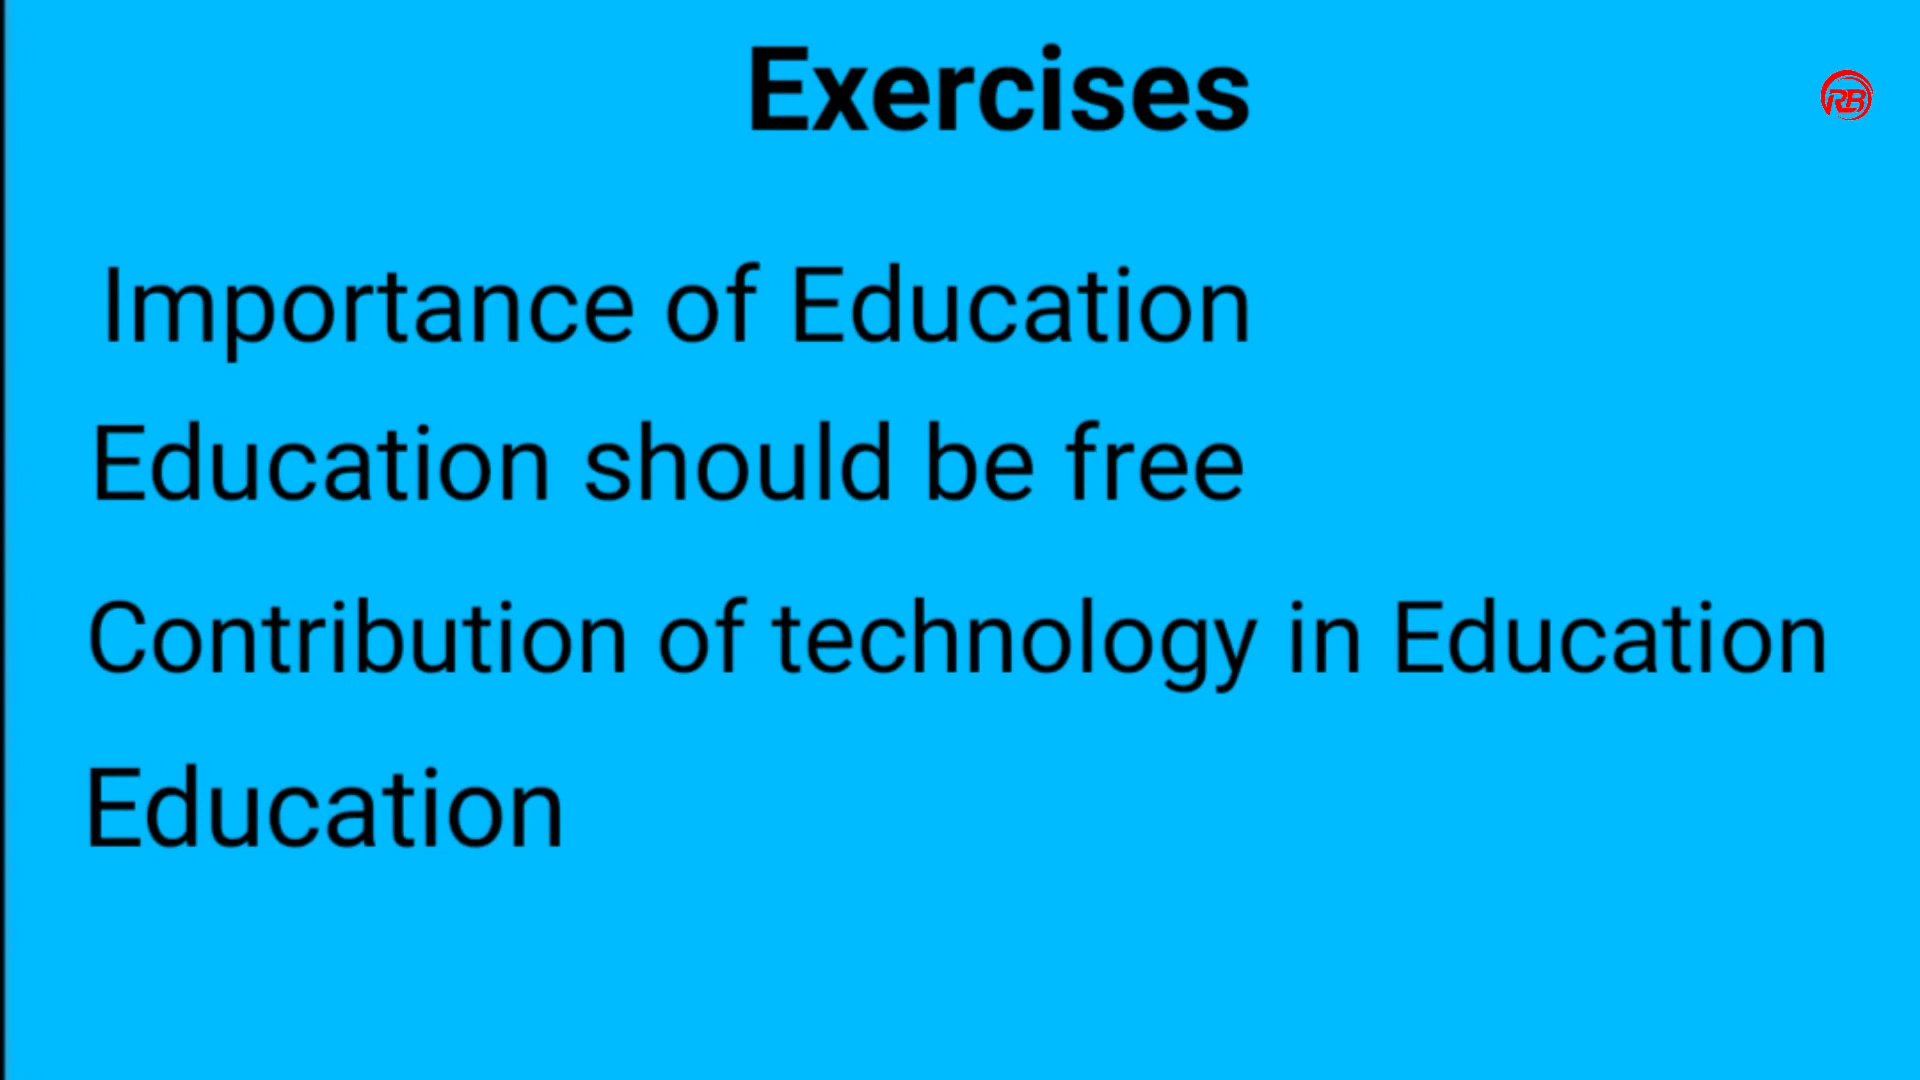 Exercises
RB
Importance of Education
Education should be free
Contribution of technology in Education
Education